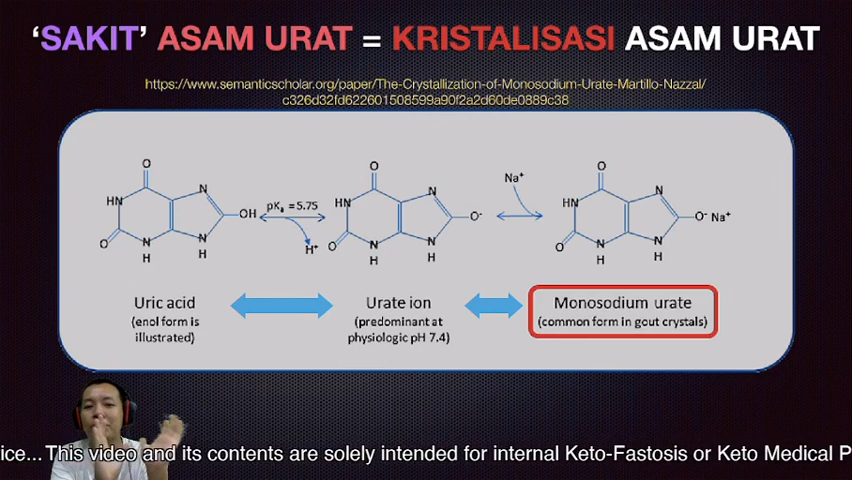 'SAKIT' ASAM URAT = KRISTALISASI ASAM URAT
https://www.semanticscholar.org/paper/The-Crystallization-of-Monosodium-Urate-Martillo-Nazzal/
c326d32fd622601508599a90f2a2d60de0889c38
O
HN
N
OH
O
N
H
N
H
pKa = 5.75
H+
O
HN
N
O-
O
N
H
N
H
Na+
O
HN
N
O- Na+
O
N
H
N
H
Uric acid
(enol form is
illustrated)
Urate ion
(predominant at
physiologic pH 7.4)
Monosodium urate
(common form in gout crystals)
ice... This video and its contents are solely intended for internal Keto-Fastosis or Keto Medical P